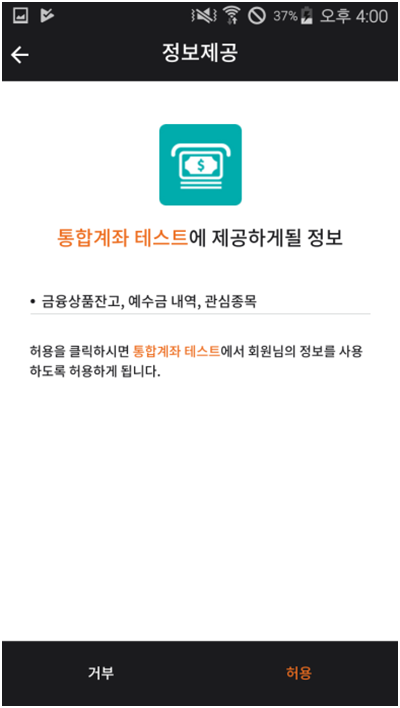 37% 오후 4:00
정보제공
$
통합계좌 테스트에 제공하게될 정보
• 금융상품잔고, 예수금 내역, 관심종목
허용을 클릭하시면 통합계좌 테스트에서 회원님의 정보를 사용
하도록 허용하게 됩니다.
거부 허용